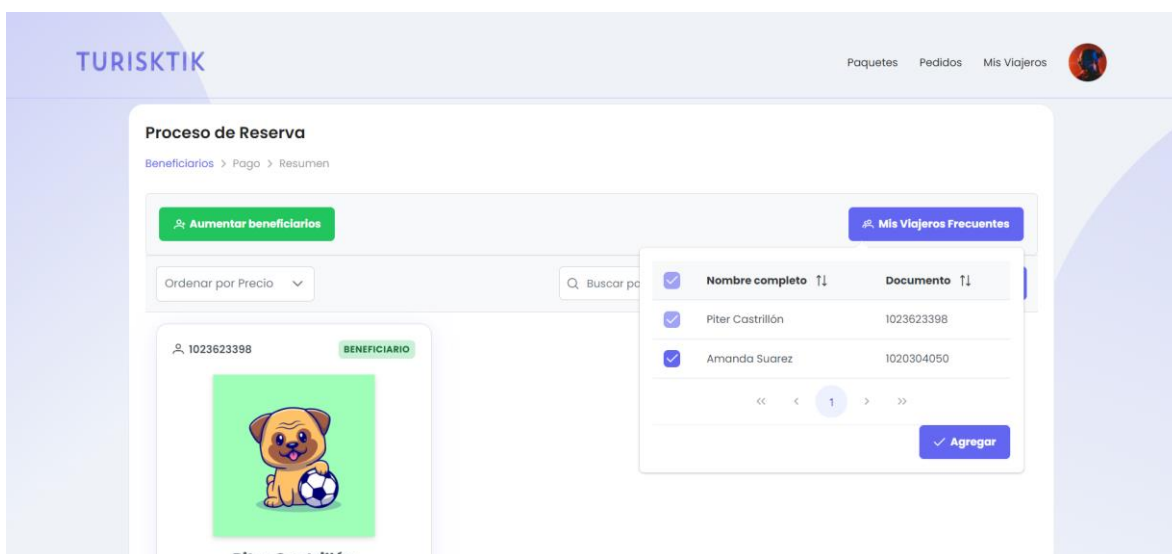 TURISKTIK
Paquetes Pedidos Mis Viajeros
Proceso de Reserva
Beneficiarios > Pago > Resumen
Aumentar beneficiarios
Mis Viajeros Frecuentes
Ordenar por Precio
Buscar po
Nombre completo Documento
Piter Castrillón 1023623398
Amanda Suarez 1020304050
<< < 1 > >>
Agregar
1023623398 BENEFICIARIO